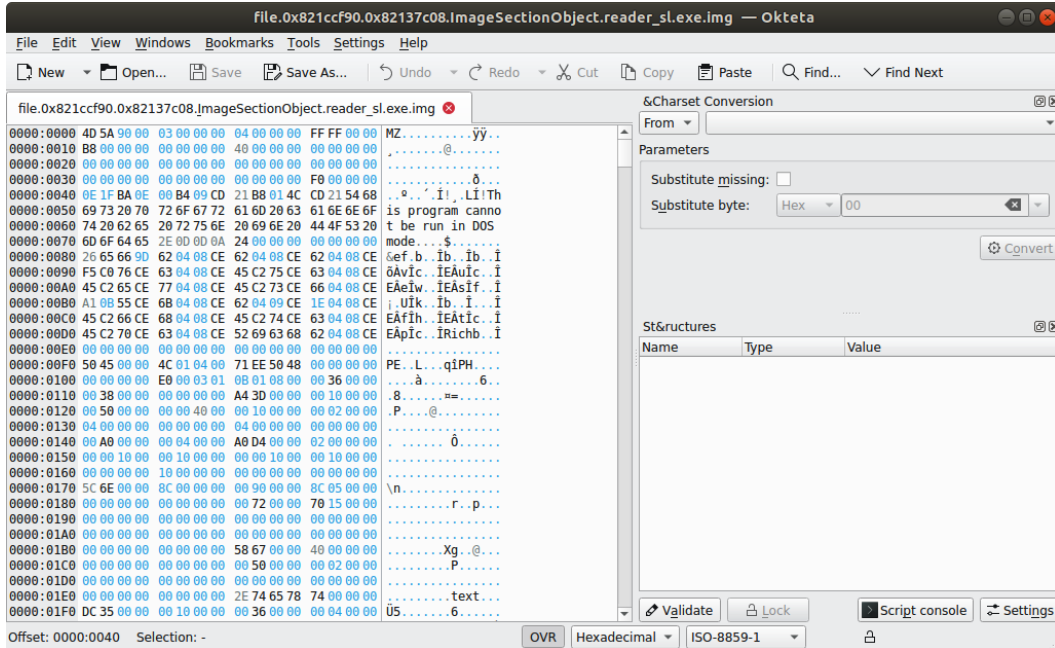 file.0x821ccf90.0x82137c08.ImageSectionObject.reader_sl.exe.img — Okteta
File Edit View Windows Bookmarks Tools Settings Help
New Open... Save Save As... Undo Redo Cut Copy Paste Find... Find Next
file.0x821ccf90.0x82137c08.ImageSectionObject.reader_sl.exe.img
0000:0000 4D 5A 90 00 03 00 00 00 04 00 00 00 FF FF 00 00 MZ..........ÿÿ..
0000:0010 B8 00 00 00 00 00 00 00 40 00 00 00 00 00 00 00 ¸.......@.......
0000:0020 00 00 00 00 00 00 00 00 00 00 00 00 00 00 00 00 ................
0000:0030 00 00 00 00 00 00 00 00 00 00 00 00 F0 00 00 00 ............ð...
0000:0040 0E 1F BA 0E 00 B4 09 CD 21 B8 01 4C CD 21 54 68 ..º..´.Í!¸.LÍ!Th
0000:0050 69 73 20 70 72 6F 67 72 61 6D 20 63 61 6E 6E 6F is program canno
0000:0060 74 20 62 65 20 72 75 6E 20 69 6E 20 44 4F 53 20 t be run in DOS
0000:0070 6D 6F 64 65 2E 0D 0D 0A 24 00 00 00 00 00 00 00 mode....$.......
0000:0080 26 65 66 9D 62 04 08 CE 62 04 08 CE 62 04 08 CE &ef.b..Îb..Îb..Î
0000:0090 F5 C0 76 CE 63 04 08 CE 45 C2 75 CE 63 04 08 CE õÀvÎc..ÎEÂuÎc..Î
0000:00A0 45 C2 65 CE 77 04 08 CE 45 C2 73 CE 66 04 08 CE EÂeÎw..ÎEÂsÎf..Î
0000:00B0 A1 0B 55 CE 6B 04 08 CE 62 04 09 CE 1E 04 08 CE ¡.UÎk..Îb..Î...Î
0000:00C0 45 C2 66 CE 68 04 08 CE 45 C2 74 CE 63 04 08 CE EÂfÎh..ÎEÂtÎc..Î
0000:00D0 45 C2 70 CE 63 04 08 CE 52 69 63 68 62 04 08 CE EÂpÎc..ÎRichb..Î
0000:00E0 00 00 00 00 00 00 00 00 00 00 00 00 00 00 00 00 ................
0000:00F0 50 45 00 00 4C 01 04 00 71 EE 50 48 00 00 00 00 PE..L...qîPH....
0000:0100 00 00 00 00 E0 00 03 01 0B 01 08 00 00 36 00 00 ....à........6..
0000:0110 00 38 00 00 00 00 00 00 A4 3D 00 00 00 10 00 00 .8......¤=......
0000:0120 00 50 00 00 00 00 40 00 00 10 00 00 00 02 00 00 .P....@.........
0000:0130 04 00 00 00 00 00 00 00 04 00 00 00 00 00 00 00 ................
0000:0140 00 A0 00 00 00 04 00 00 A0 D4 00 00 02 00 00 00 . ...... Ô......
0000:0150 00 00 10 00 00 10 00 00 00 00 10 00 00 10 00 00 ................
0000:0160 00 00 00 00 10 00 00 00 00 00 00 00 00 00 00 00 ................
0000:0170 5C 6E 00 00 8C 00 00 00 00 90 00 00 8C 05 00 00 \n..............
0000:0180 00 00 00 00 00 00 00 00 00 72 00 00 70 15 00 00 .........r..p...
0000:0190 00 00 00 00 00 00 00 00 00 00 00 00 00 00 00 00 ................
0000:01A0 00 00 00 00 00 00 00 00 00 00 00 00 00 00 00 00 ................
0000:01B0 00 00 00 00 00 00 00 00 58 67 00 00 40 00 00 00 ........Xg..@...
0000:01C0 00 00 00 00 00 00 00 00 00 50 00 00 00 02 00 00 .........P......
0000:01D0 00 00 00 00 00 00 00 00 00 00 00 00 00 00 00 00 ................
0000:01E0 00 00 00 00 00 00 00 00 2E 74 65 78 74 00 00 00 .........text...
0000:01F0 DC 35 00 00 00 10 00 00 00 36 00 00 00 04 00 00 Ü5.......6......
&Charset Conversion
From
Parameters
Substitute missing:
Substitute byte: Hex 00
Convert
St&ructures
Name Type Value
Validate Lock Script console Settings
Offset: 0000:0040 Selection: - OVR Hexadecimal ISO-8859-1